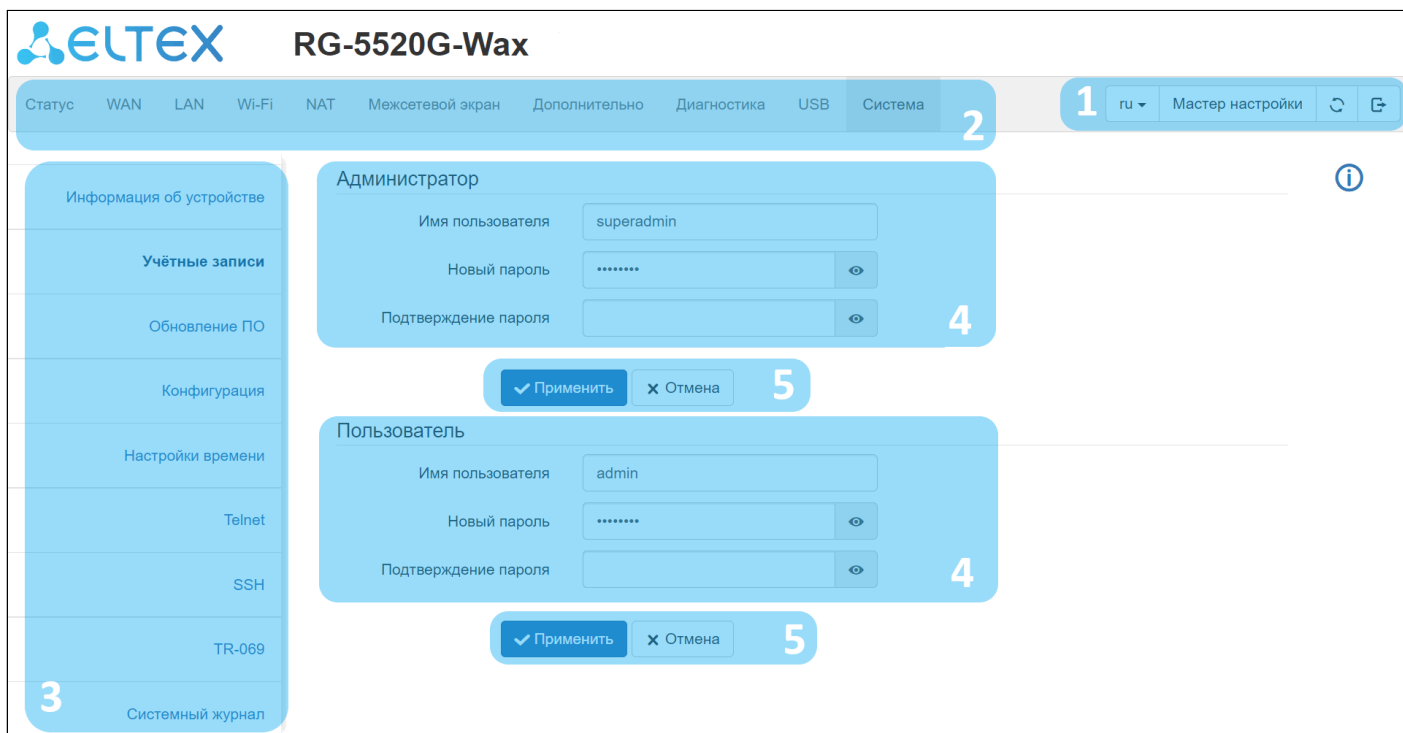 ELTEX
RG-5520G-Wax
Статус WAN LAN Wi-Fi NAT Межсетевой экран Дополнительно Диагностика USB Система 2
1 ru Мастер настройки
Информация об устройстве
Учётные записи
Обновление ПО
Конфигурация
Настройки времени
Telnet
SSH
TR-069
3
Системный журнал
Администратор
Имя пользователя superadmin
Новый пароль ••••••••
Подтверждение пароля
4
Применить Отмена 5
Пользователь
Имя пользователя admin
Новый пароль ••••••••
Подтверждение пароля
4
Применить Отмена 5